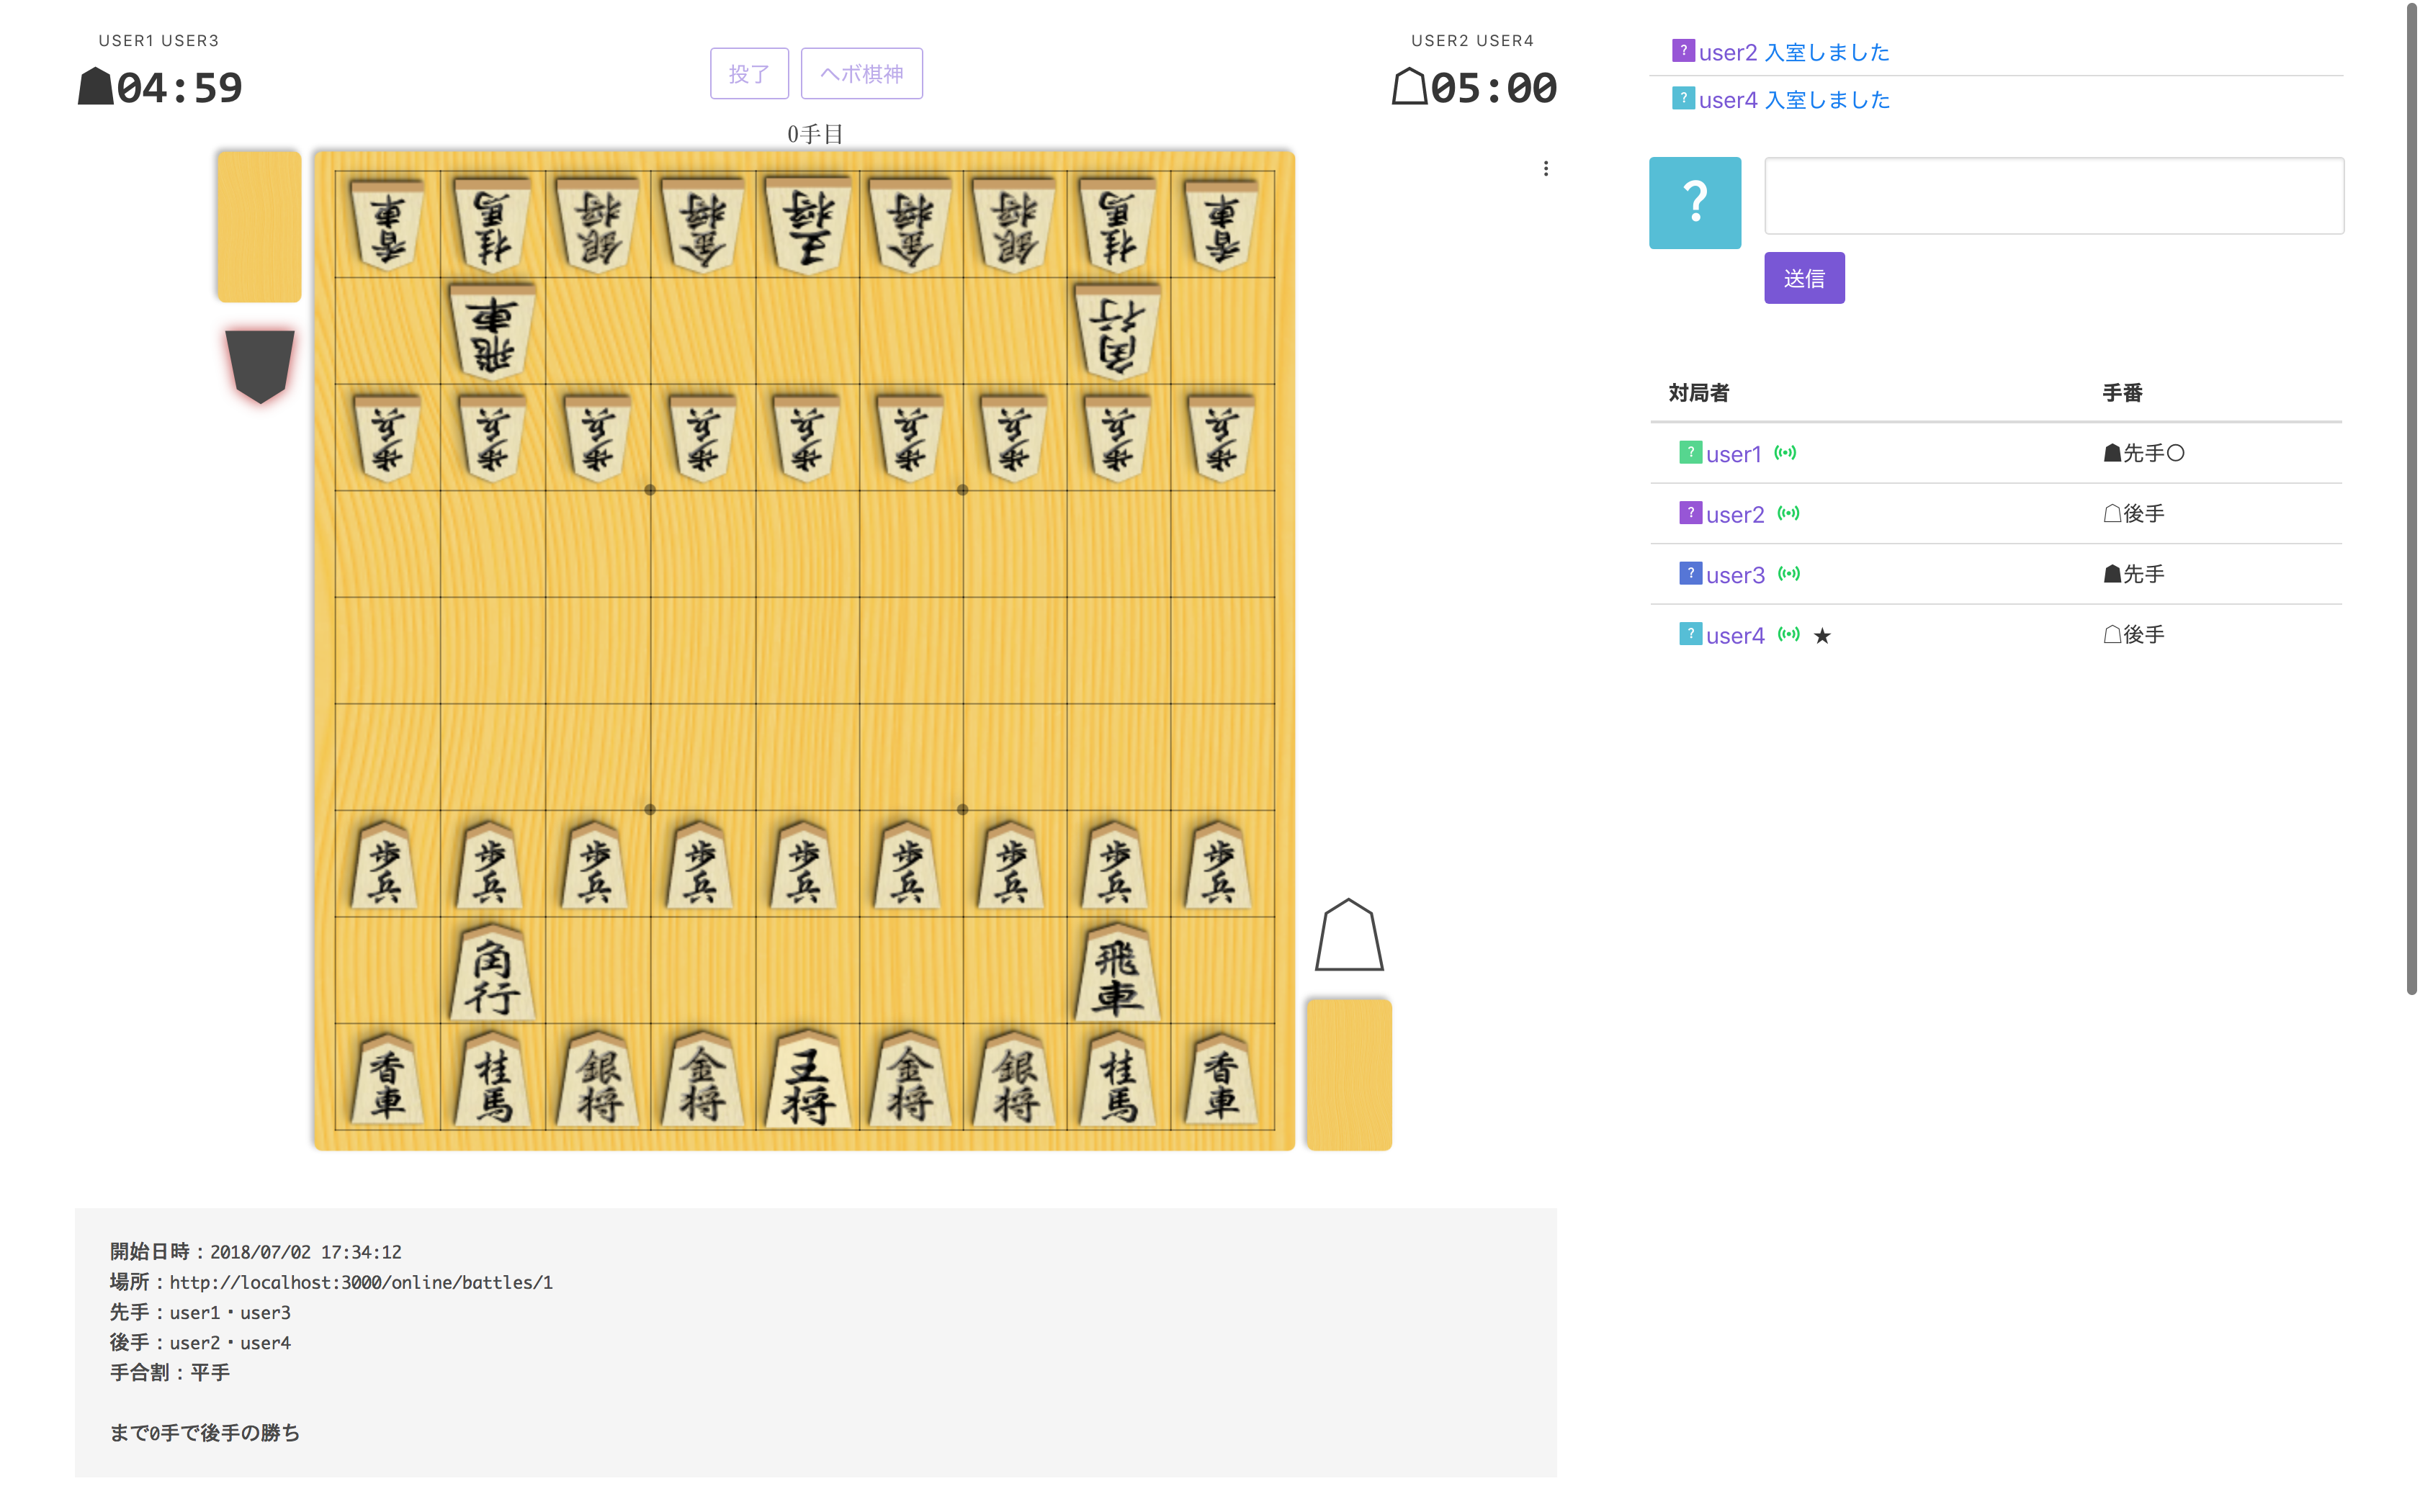 USER1 USER3
04:59
投了
ヘボ棋神
0手目
USER2 USER4
05:00
香車 桂馬 銀将 金将 王将 金将 銀将 桂馬 香車
飛車 角行
歩兵 歩兵 歩兵 歩兵 歩兵 歩兵 歩兵 歩兵 歩兵
歩兵 歩兵 歩兵 歩兵 歩兵 歩兵 歩兵 歩兵 歩兵
角行 飛車
香車 桂馬 銀将 金将 王将 金将 銀将 桂馬 香車
開始日時：2018/07/02 17:34:12
場所：http://localhost:3000/online/battles/1
先手：user1・user3
後手：user2・user4
手合割：平手
まで0手で後手の勝ち
? user2 入室しました
? user4 入室しました
?
送信
対局者 手番
? user1 ☗先手○
? user2 ☖後手
? user3 ☗先手
? user4 ★ ☖後手